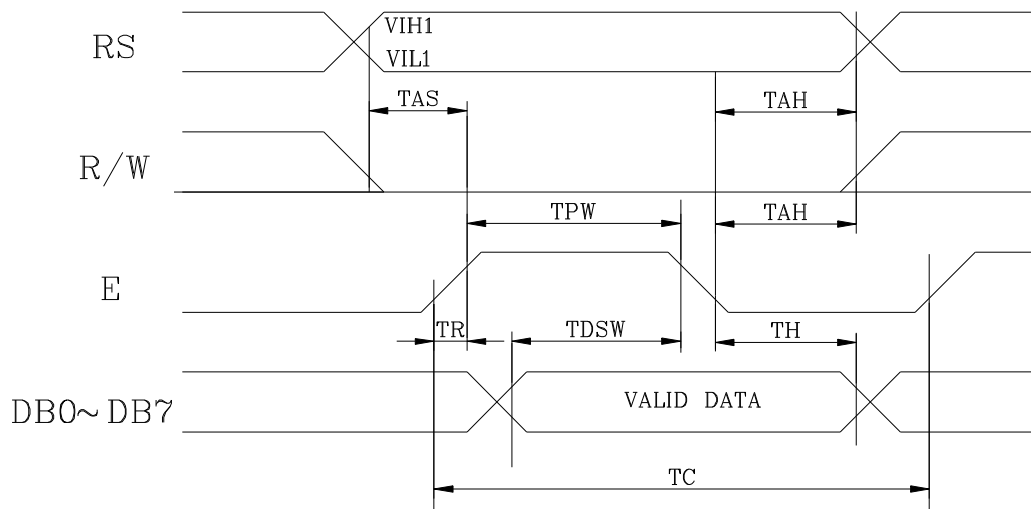 RS
VIH1
VIL1
TAS
TAH
R/W
TPW
TAH
E
TR
TDSW
TH
DB0~DB7
VALID DATA
TC